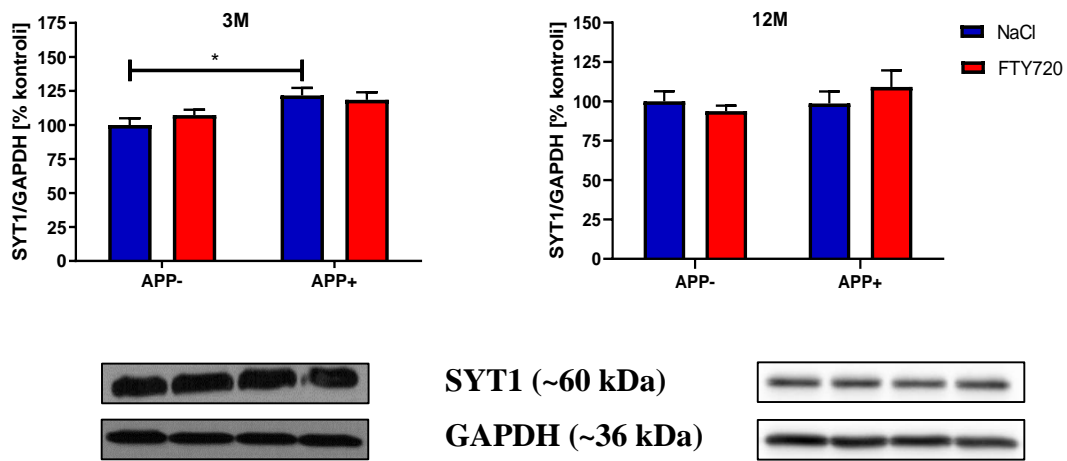 3M
SYT1/GAPDH [% kontroli]
175
150
125
100
75
50
25
0
*
APP-
APP+
12M
SYT1/GAPDH [% kontroli]
150
125
100
75
50
25
0
APP-
APP+
NaCl
FTY720
SYT1 (~60 kDa)
GAPDH (~36 kDa)